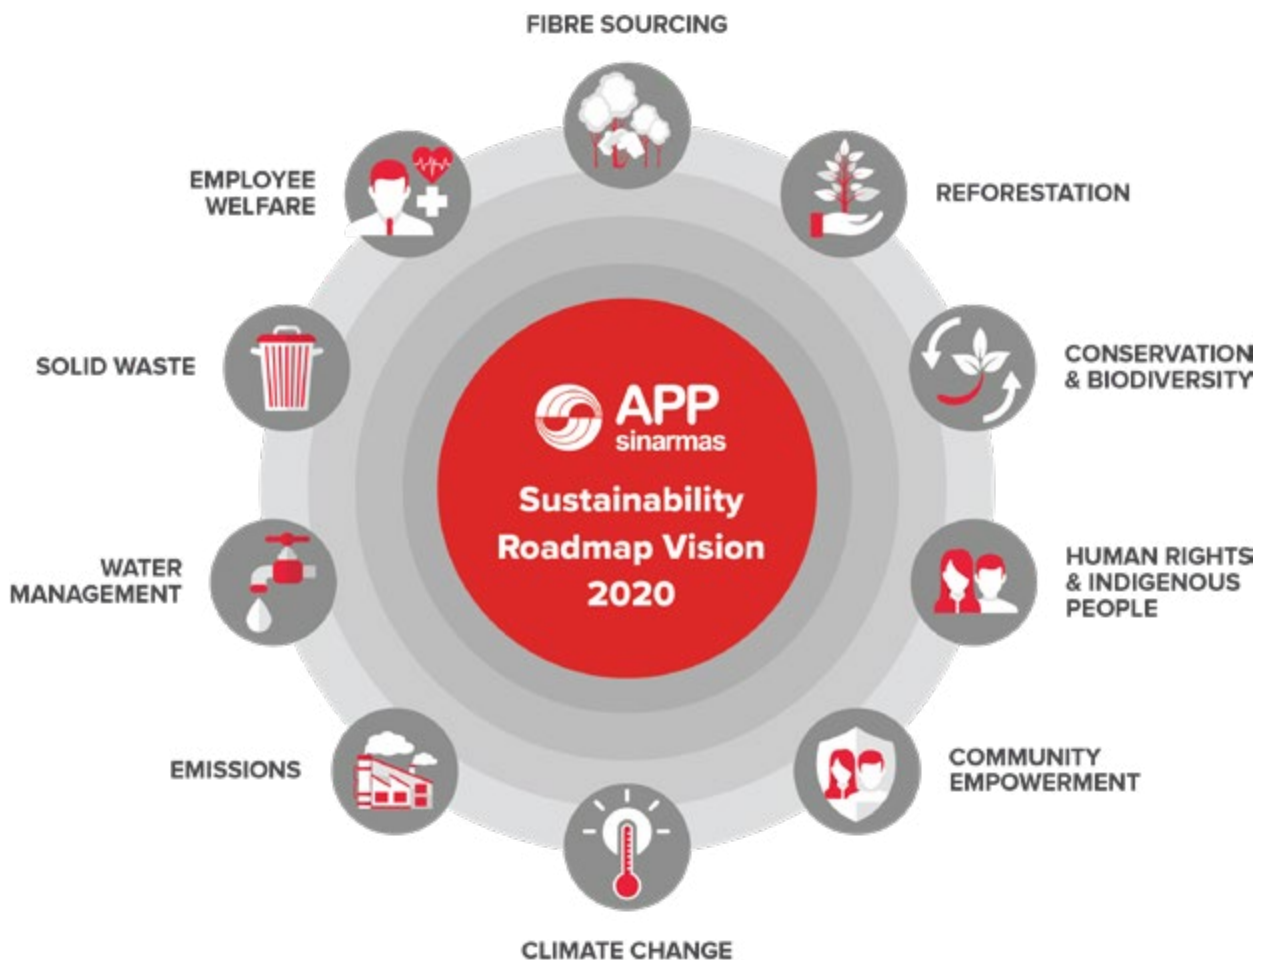 FIBRE SOURCING
REFORESTATION
CONSERVATION
& BIODIVERSITY
HUMAN RIGHTS
& INDIGENOUS
PEOPLE
COMMUNITY
EMPOWERMENT
CLIMATE CHANGE
EMISSIONS
WATER
MANAGEMENT
SOLID WASTE
EMPLOYEE
WELFARE
APP
sinarmas
Sustainability
Roadmap Vision
2020